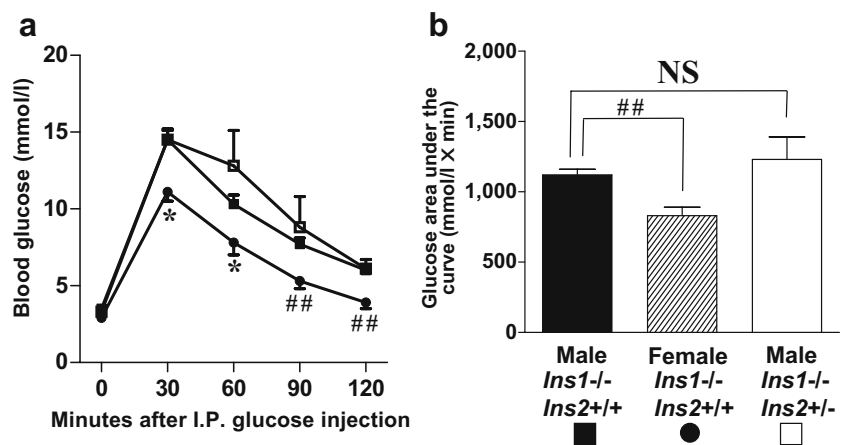 a
Blood glucose (mmol/l)
20
15
10
5
0
*
*
##
##
0 30 60 90 120
Minutes after I.P. glucose injection
b
Glucose area under the
curve (mmol/l X min)
2,000
1,500
1,000
500
0
NS
##
Male Female Male
Ins1-/- Ins1-/- Ins1-/-
Ins2+/+ Ins2+/+ Ins2+/-